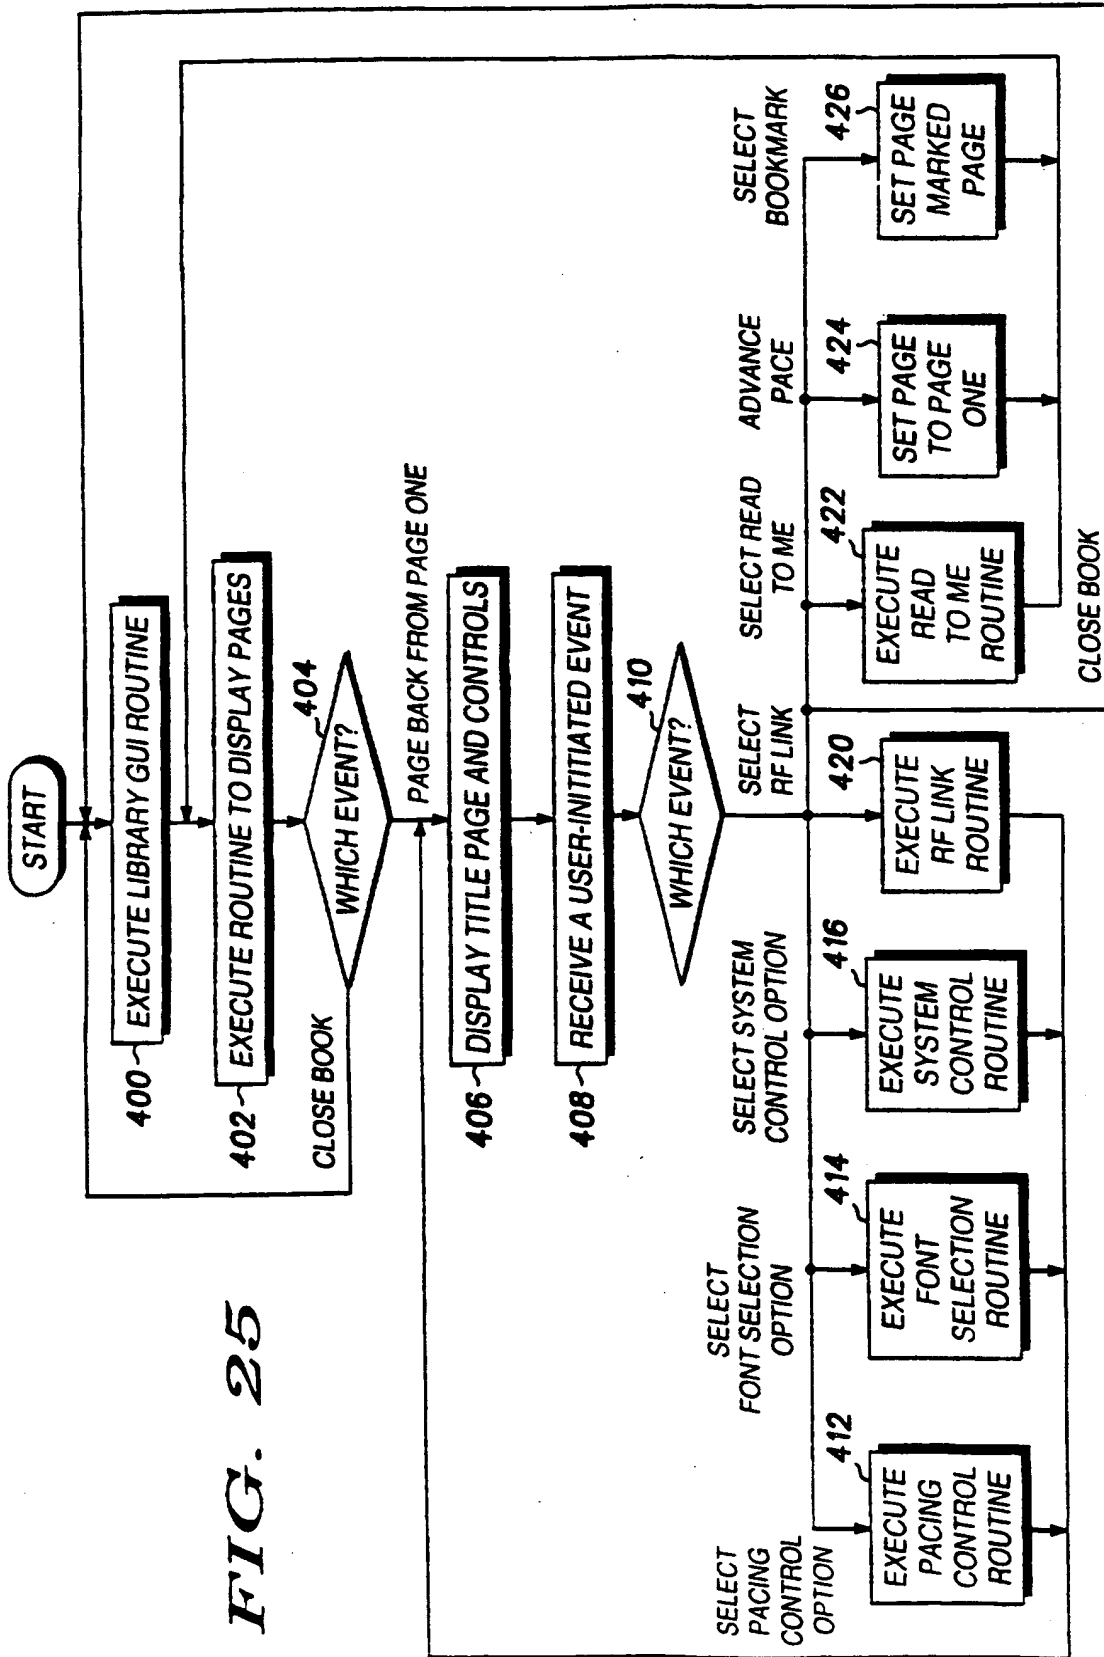 START
EXECUTE LIBRARY GUI ROUTINE
400
EXECUTE ROUTINE TO DISPLAY PAGES
402
WHICH EVENT?
404
CLOSE BOOK
PAGE BACK FROM PAGE ONE
DISPLAY TITLE PAGE AND CONTROLS
406
RECEIVE A USER-INTITIATED EVENT
408
WHICH EVENT?
410
SELECT
PACING
CONTROL
OPTION
412
EXECUTE
PACING
CONTROL
ROUTINE
SELECT
FONT SELECTION
OPTION
414
EXECUTE
FONT
SELECTION
ROUTINE
SELECT SYSTEM
CONTROL OPTION
416
EXECUTE
SYSTEM
CONTROL
ROUTINE
SELECT
RF LINK
420
EXECUTE
RF LINK
ROUTINE
SELECT READ
TO ME
422
EXECUTE
READ
TO ME
ROUTINE
ADVANCE
PACE
424
SET PAGE
TO PAGE
ONE
SELECT
BOOKMARK
426
SET PAGE
MARKED
PAGE
CLOSE BOOK
FIG. 25